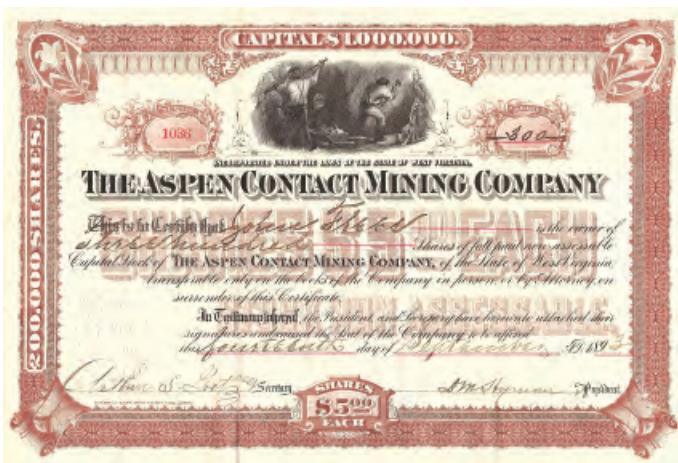 CAPITAL $1,000,000.
200,000 SHARES.
1036
300
INCORPORATED UNDER THE LAWS OF THE STATE OF WEST VIRGINIA.
THE ASPEN CONTACT MINING COMPANY
This is to Certify that John is the owner of
three hundred Shares of full paid non-assessable
Capital Stock of THE ASPEN CONTACT MINING COMPANY, of the State of West Virginia
transferable only on the books of the Company in person or by Attorney, on
surrender of this Certificate.
In Testimony whereof, the President and Secretary have hereunto attached their
signatures and caused the Seal of the Company to be affixed
this fourteenth day of 189
Secretary President
SHARES
$5.00
EACH